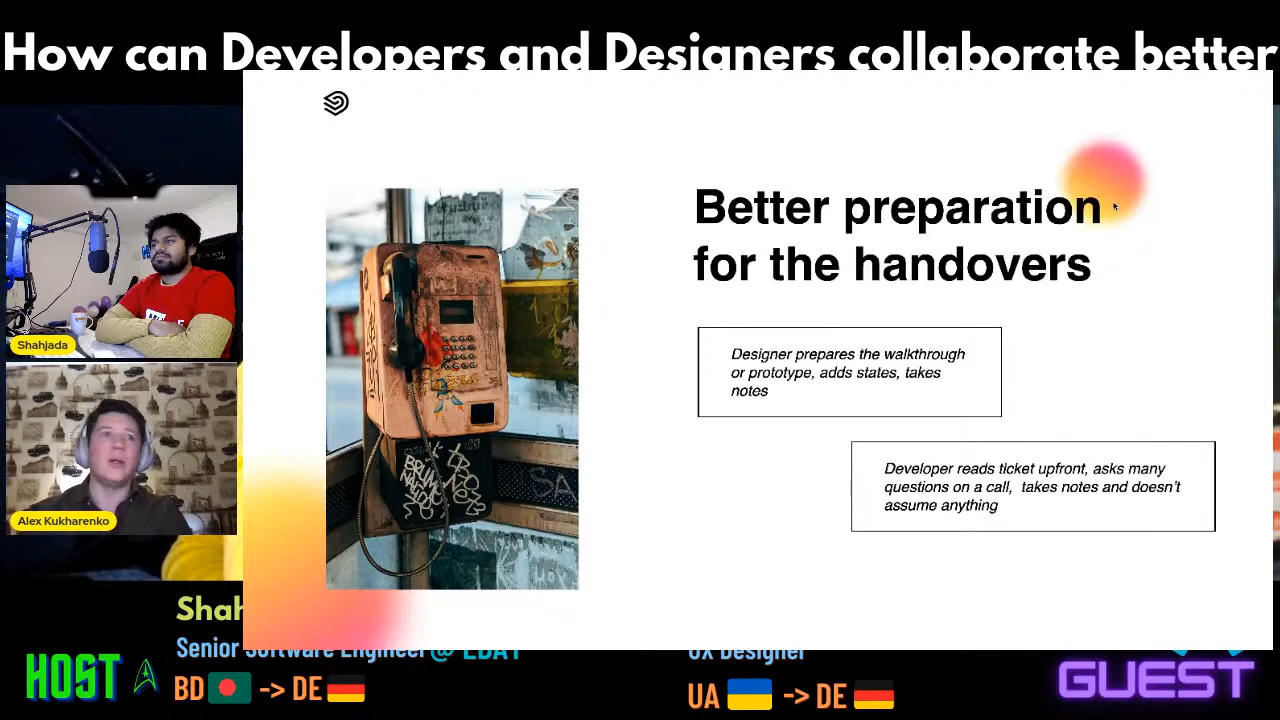 How can Developers and Designers collaborate better
Better preparation
for the handovers
Designer prepares the walkthrough
or prototype, adds states, takes
notes
Developer reads ticket upfront, asks many
questions on a call, takes notes and doesn't
assume anything
Shahjada
Alex Kukharenko
Shah
Senior Software Engineer @ EBAY
UX Designer
HOST
BD -> DE
UA -> DE
GUEST